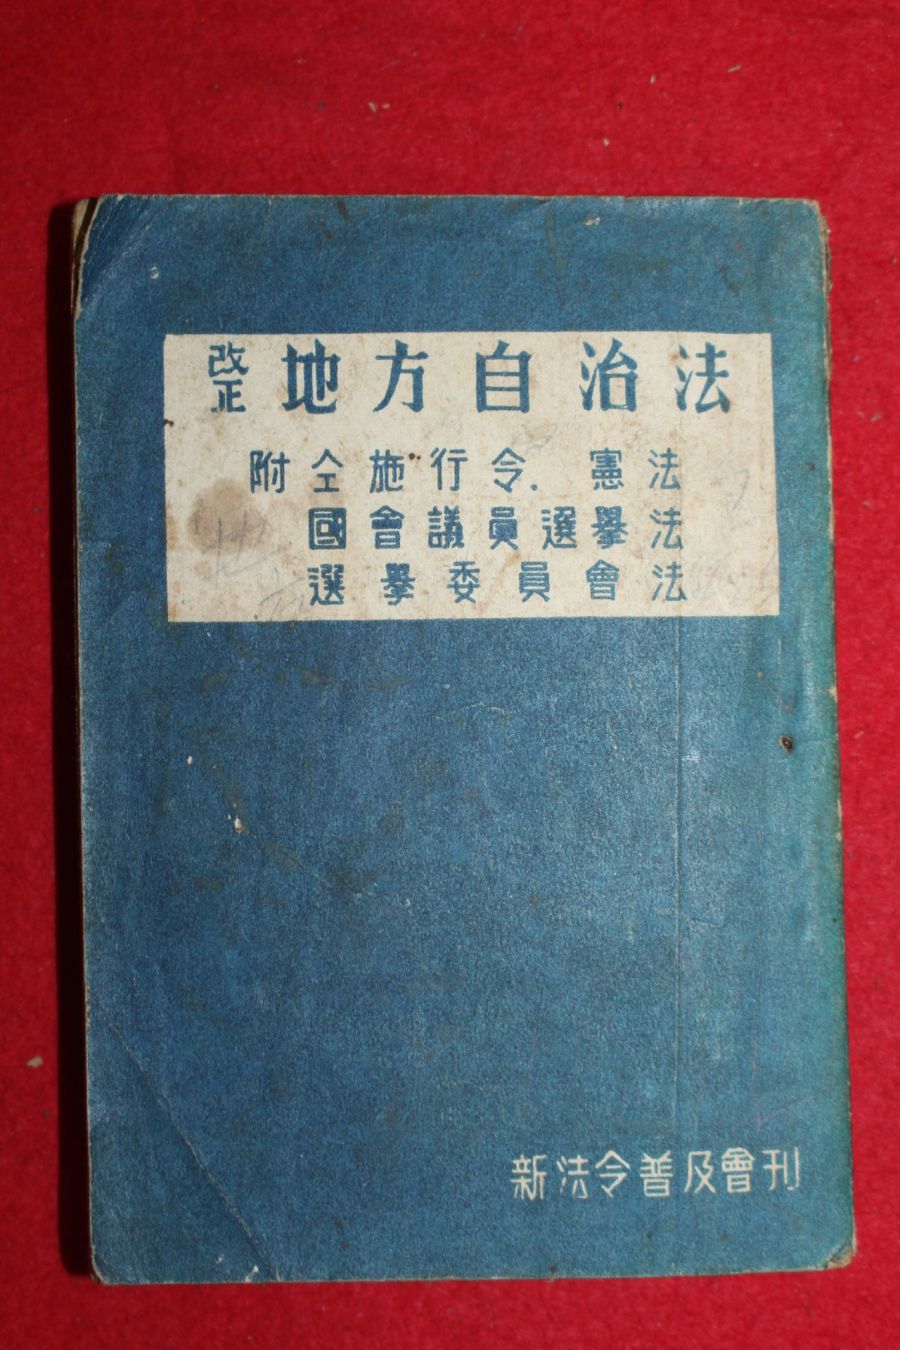 改正 地方自治法
附 仝施行令. 憲法
國會議員選擧法
選擧委員會法
新法令普及會刊